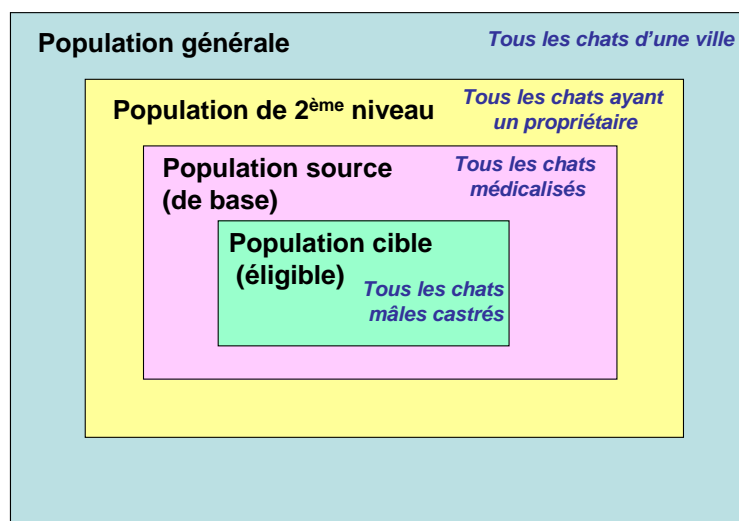 Population générale
Tous les chats d’une ville
Population de 2ème niveau
Tous les chats ayant
un propriétaire
Population source
(de base)
Tous les chats
médicalisés
Population cible
(éligible)
Tous les chats
mâles castrés